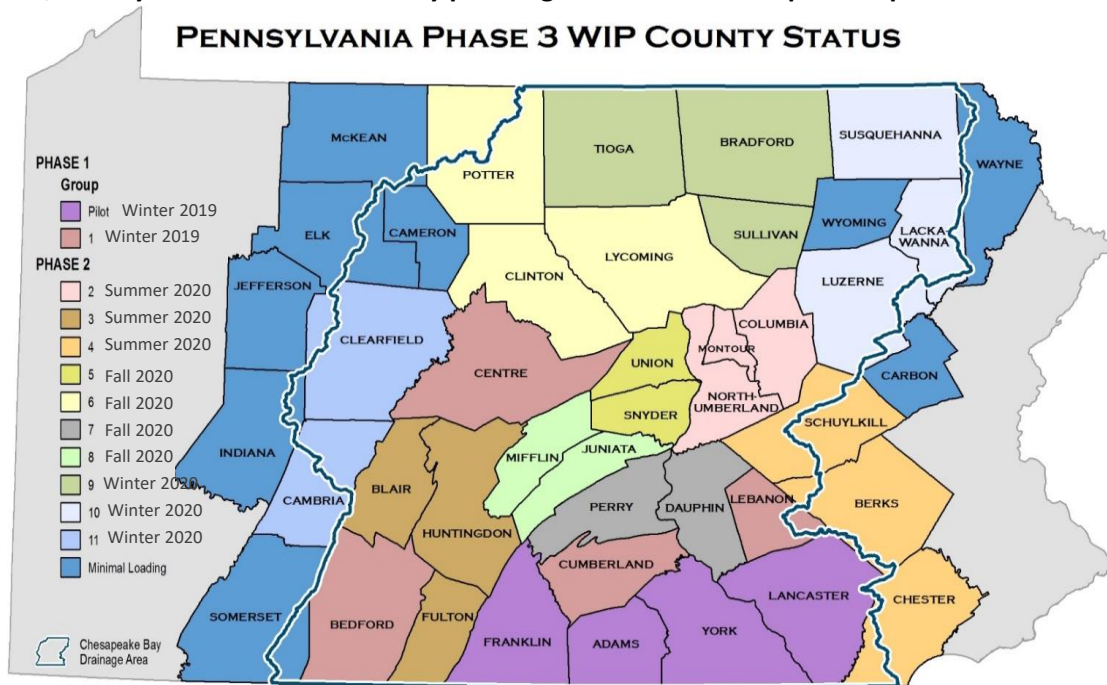 PENNSYLVANIA PHASE 3 WIP COUNTY STATUS
McKEAN
POTTER
TIOGA
BRADFORD
SUSQUEHANNA
WAYNE
ELK
CAMERON
WYOMING
LACKA
WANNA
SULLIVAN
LYCOMING
CLINTON
LUZERNE
JEFFERSON
CLEARFIELD
COLUMBIA
MONTOUR
UNION
CENTRE
CARBON
NORTH-
UMBERLAND
SNYDER
SCHUYLKILL
INDIANA
MIFFLIN
JUNIATA
CAMBRIA
BLAIR
LEBANON
BERKS
PERRY
DAUPHIN
HUNTINGDON
CUMBERLAND
LANCASTER
CHESTER
SOMERSET
BEDFORD
FULTON
FRANKLIN
ADAMS
YORK
PHASE 1
Group
Pilot Winter 2019
1 Winter 2019
PHASE 2
2 Summer 2020
3 Summer 2020
4 Summer 2020
5 Fall 2020
6 Fall 2020
7 Fall 2020
8 Fall 2020
9 Winter 2020
10 Winter 2020
11 Winter 2020
Minimal Loading
Chesapeake Bay
Drainage Area